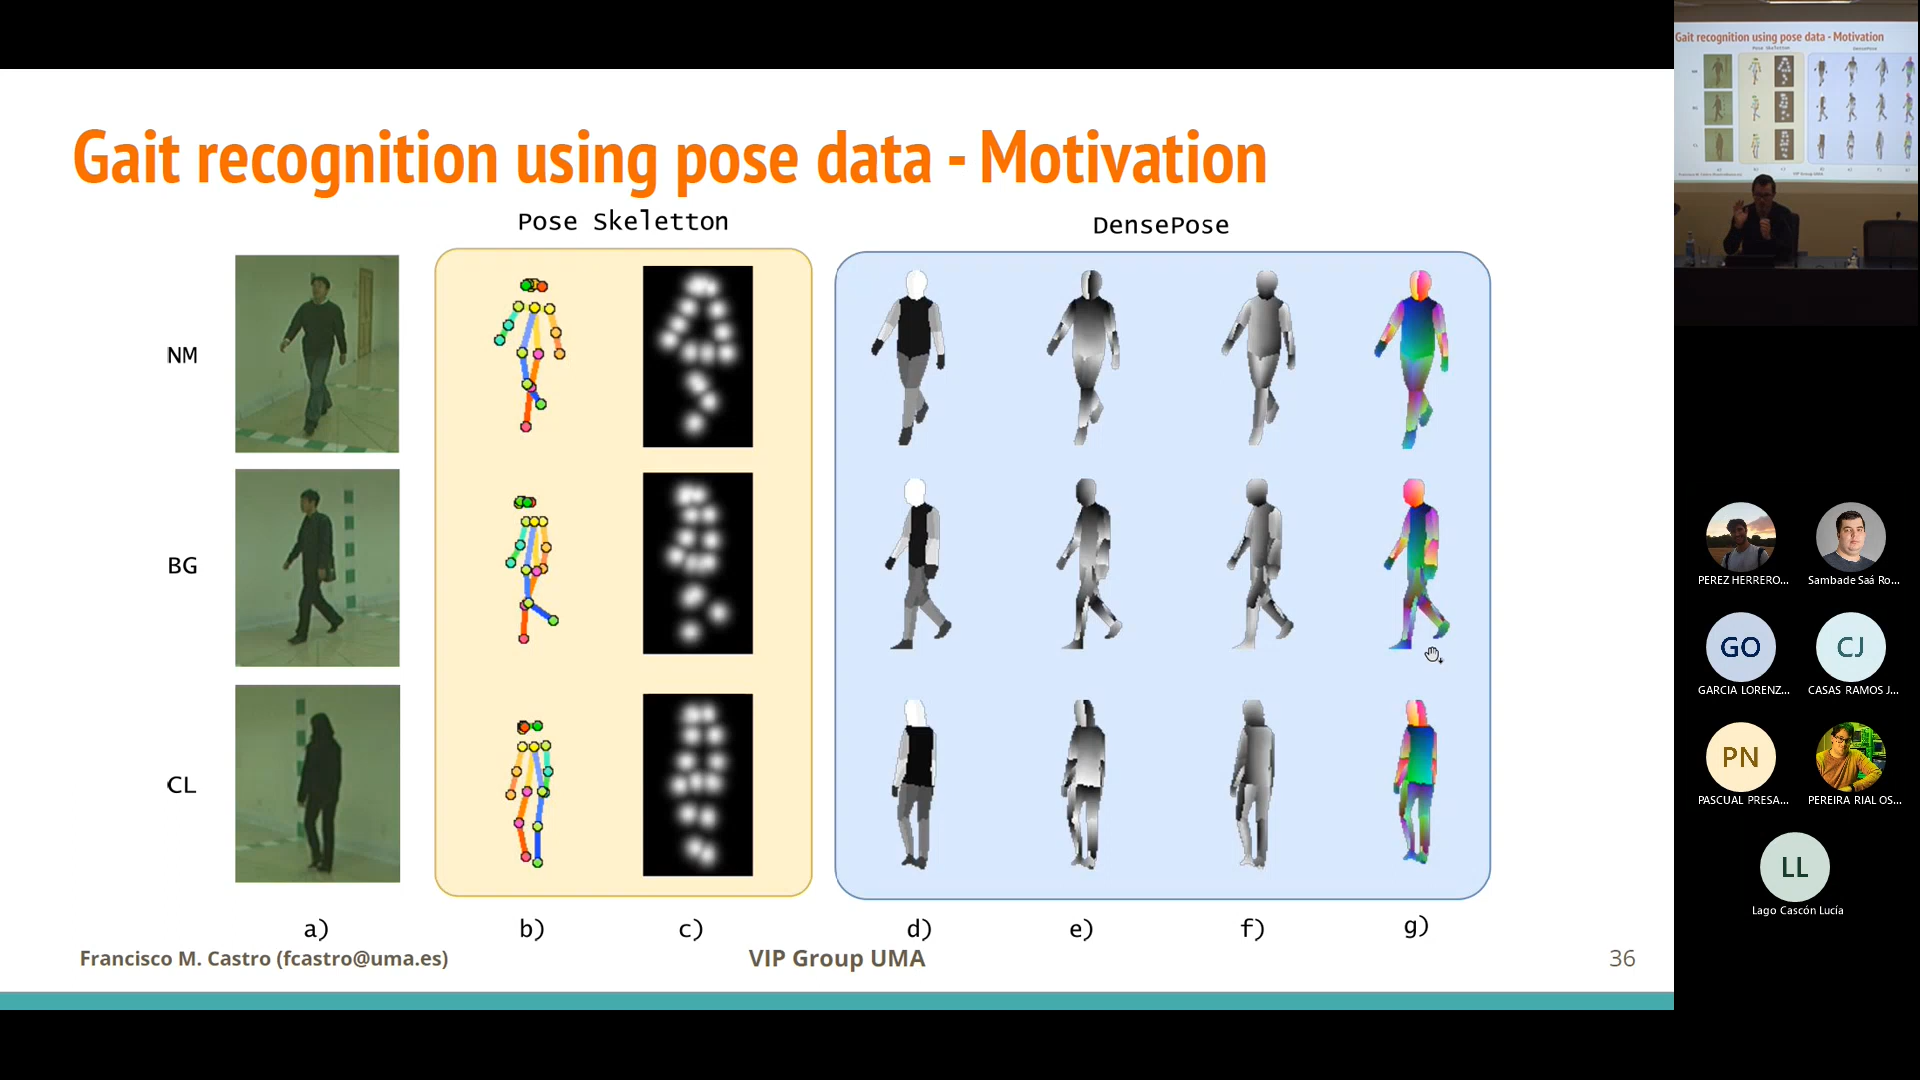 Gait recognition using pose data - Motivation
Pose Skeletton
DensePose
NM
BG
CL
a)
b)
c)
d)
e)
f)
g)
Francisco M. Castro (fcastro@uma.es)
VIP Group UMA
36
Gait recognition using pose data - Motivation
PEREZ HERRERO...
Sambade Saá Ro...
GO
GARCIA LORENZ...
CJ
CASAS RAMOS J...
PN
PASCUAL PRESA...
PEREIRA RIAL OS...
LL
Lago Cascón Lucía